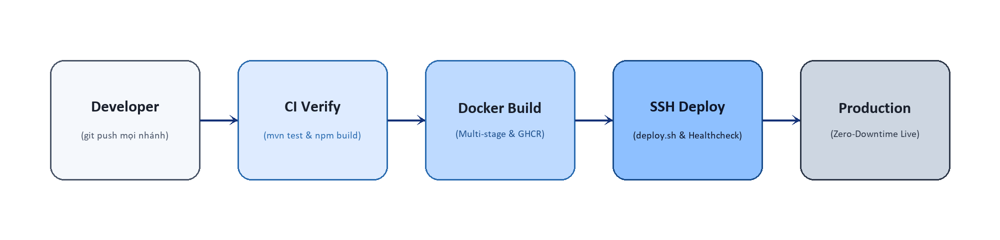 Developer
(git push mọi nhánh)
CI Verify
(mvn test & npm build)
Docker Build
(Multi-stage & GHCR)
SSH Deploy
(deploy.sh & Healthcheck)
Production
(Zero-Downtime Live)